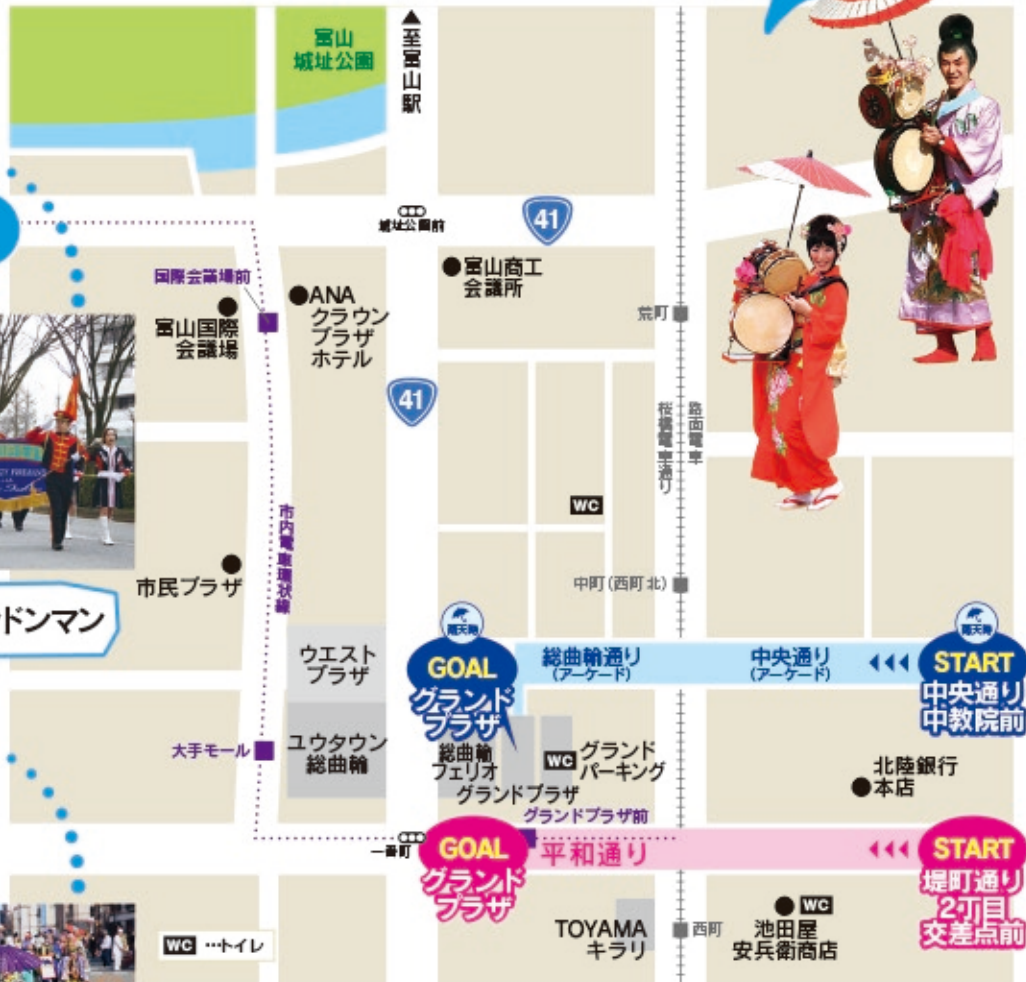 富山
城址公園
▲至富山駅
城址公園前
41
国際会議場前
富山国際
会議場
ANA
クラウン
プラザ
ホテル
富山商工
会議所
荒町
41
桜橋電車通り
路面電車
WC
市内電車環状線
市民プラザ
中町(西町北)
ドンマン
雨天時
雨天時
ウエスト
プラザ
GOAL
グランド
プラザ
総曲輪通り
(アーケード)
中央通り
(アーケード)
START
中央通り
中教院前
大手モール
ユウタウン
総曲輪
総曲輪
フェリオ
WC
グランド
パーキング
グランドプラザ
北陸銀行
本店
グランドプラザ前
一番町
GOAL
グランド
プラザ
平和通り
START
堤町通り
2丁目
交差点前
WC …トイレ
TOYAMA
キラリ
西町
WC
池田屋
安兵衛商店